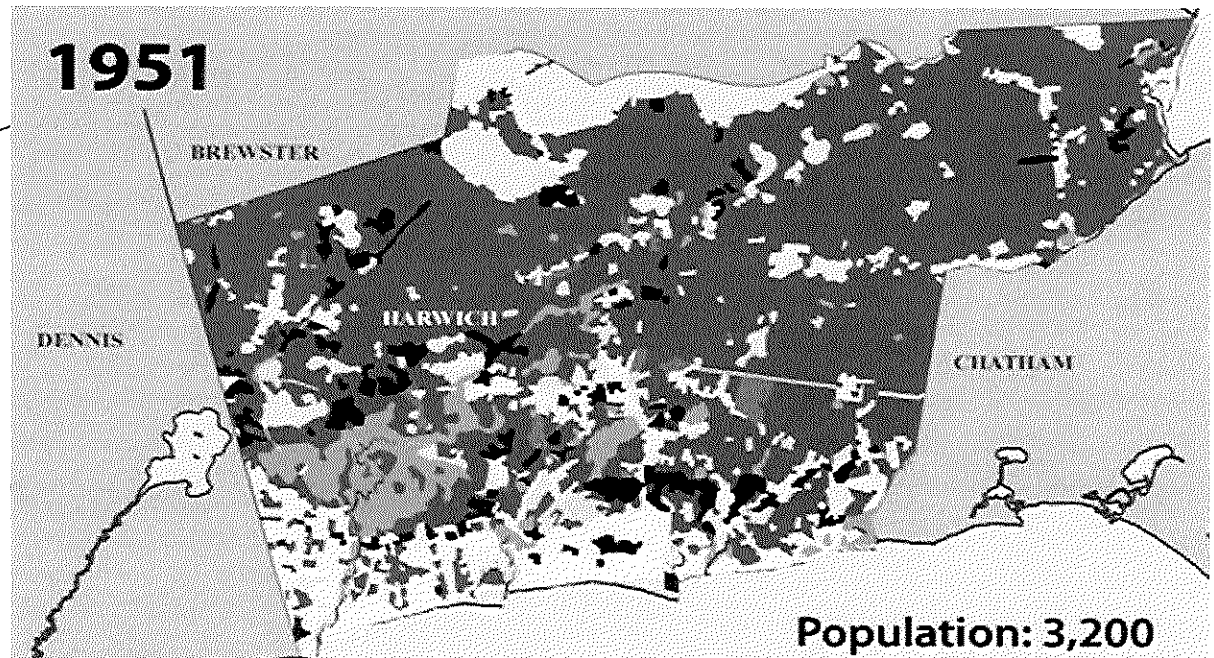 1951
BREWSTER
HARWICH
DENNIS
CHATHAM
Population: 3,200